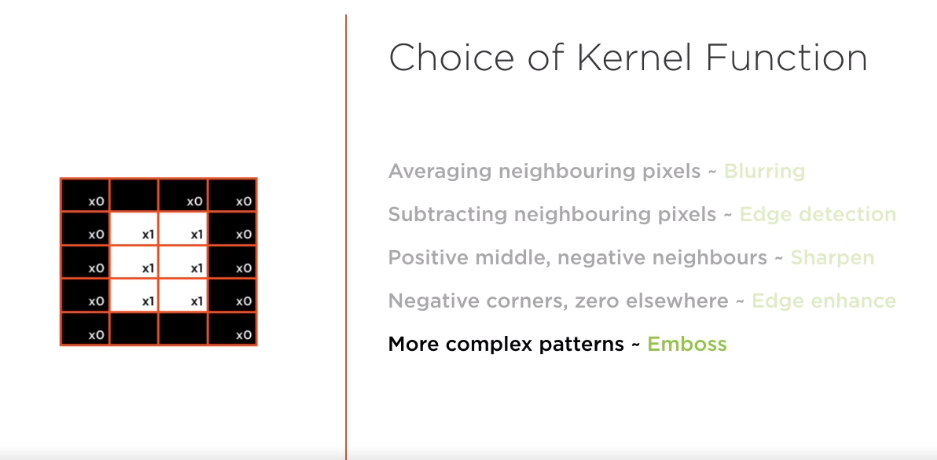 Choice of Kernel Function
x0 x0 x0
x0 x1 x1 x0
x0 x1 x1 x0
x0 x1 x1 x0
x0 x0
Averaging neighbouring pixels ~ Blurring
Subtracting neighbouring pixels ~ Edge detection
Positive middle, negative neighbours ~ Sharpen
Negative corners, zero elsewhere ~ Edge enhance
More complex patterns ~ Emboss